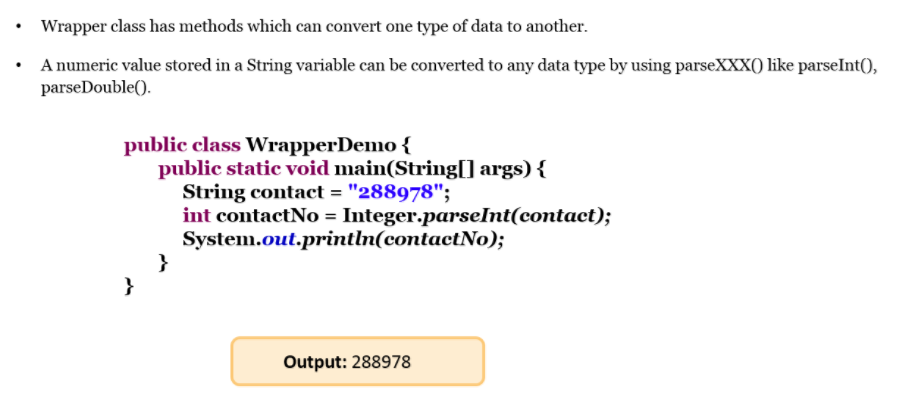 • Wrapper class has methods which can convert one type of data to another.
• A numeric value stored in a String variable can be converted to any data type by using parseXXX() like parseInt(),
parseDouble().
public class WrapperDemo {
public static void main(String[] args) {
String contact = "288978";
int contactNo = Integer.parseInt(contact);
System.out.println(contactNo);
}
}
Output: 288978